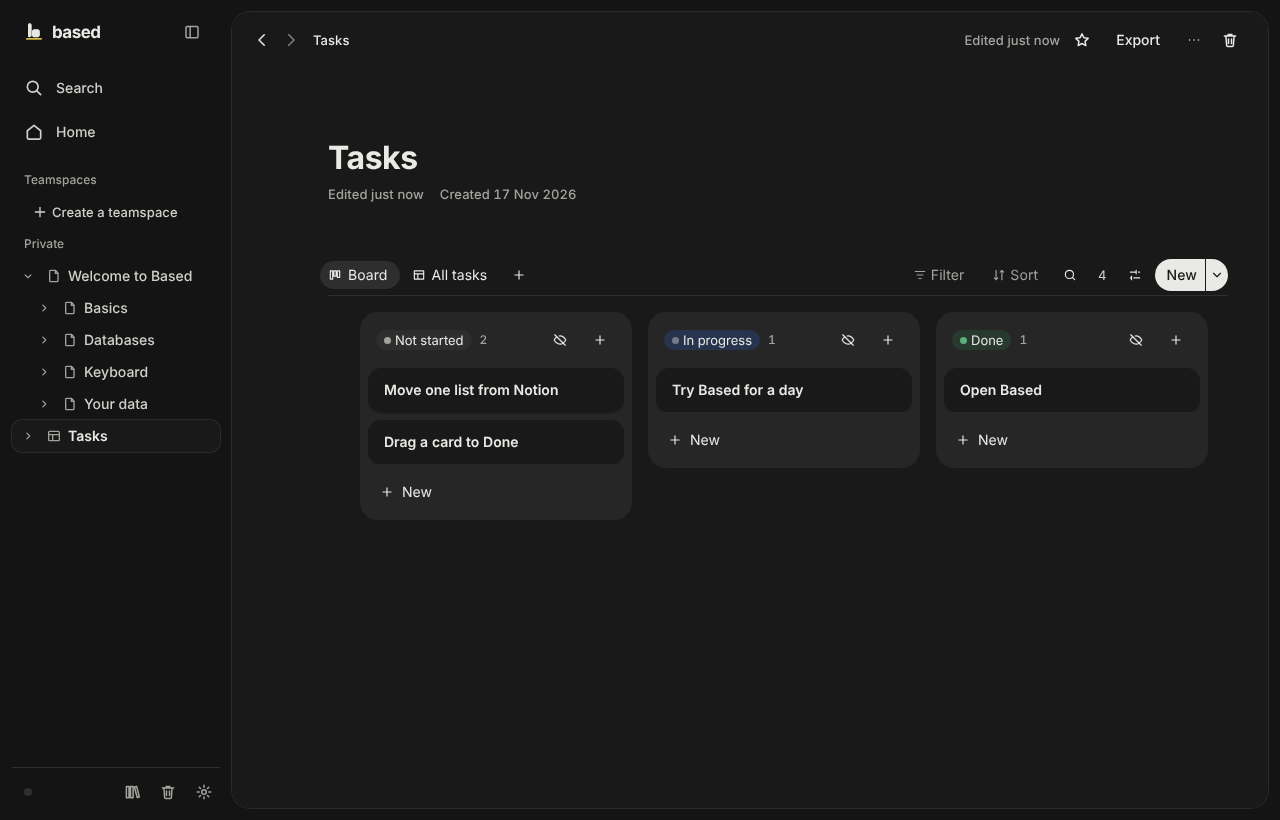 based
Search
Home
Teamspaces
Create a teamspace
Private
Welcome to Based
Basics
Databases
Keyboard
Your data
Tasks
Tasks
Edited just now
Export
Tasks
Edited just now Created 17 Nov 2026
Board All tasks
Filter Sort 4 New
Not started 2
Move one list from Notion
Drag a card to Done
New
In progress 1
Try Based for a day
New
Done 1
Open Based
New